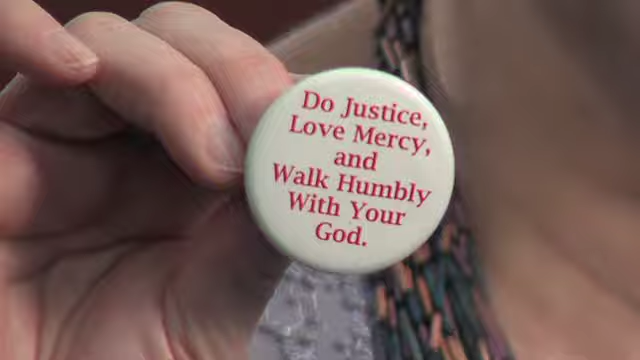 Do Justice,
Love Mercy,
and
Walk Humbly
With Your
God.